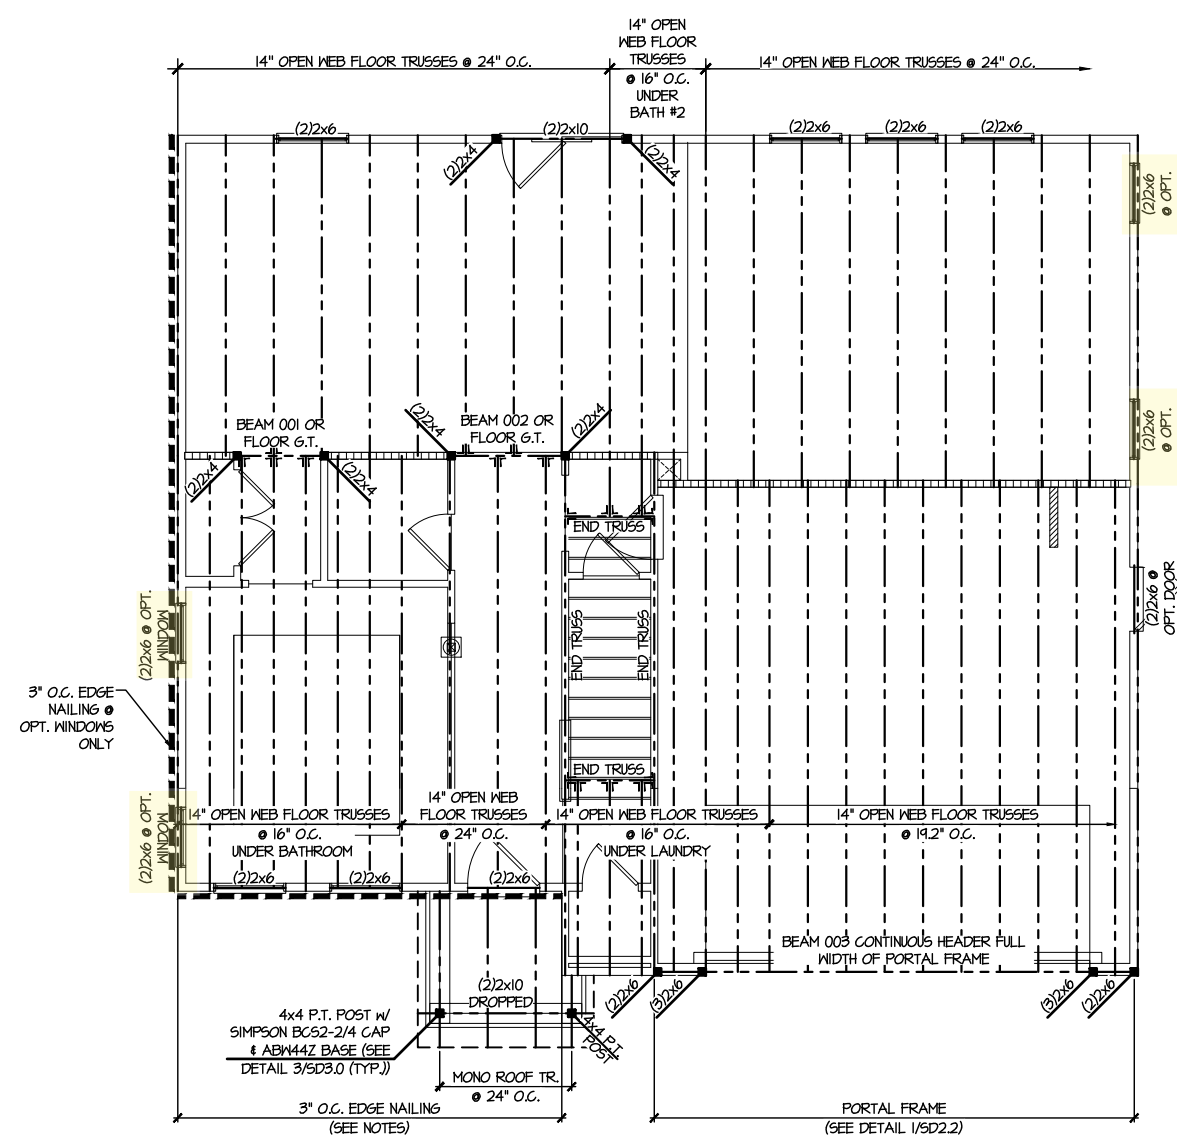 14" OPEN WEB FLOOR TRUSSES @ 24" O.C.
14" OPEN
WEB FLOOR
TRUSSES
@ 16" O.C.
UNDER
BATH #2
14" OPEN WEB FLOOR TRUSSES @ 24" O.C.
(2)2x6
(2)2x10
(2)2x6
(2)2x6
(2)2x6
(2)2x4
(2)2x4
(2)2x6
@ OPT.
BEAM 001 OR
FLOOR G.T.
(2)2x4
BEAM 002 OR
FLOOR G.T.
(2)2x4
(2)2x6
@ OPT.
(2)2x4
(2)2x4
END TRUSS
(2)2x6 @
OPT. DOOR
(2)2x6 @ OPT.
WINDOW
END TRUSS
END TRUSS
3" O.C. EDGE
NAILING @
OPT. WINDOWS
ONLY
END TRUSS
(2)2x6 @ OPT.
WINDOW
14" OPEN WEB FLOOR TRUSSES
@ 16" O.C.
UNDER BATHROOM
14" OPEN WEB
FLOOR TRUSSES
@ 24" O.C.
14" OPEN WEB FLOOR TRUSSES
@ 16" O.C.
UNDER LAUNDRY
14" OPEN WEB FLOOR TRUSSES
@ 19.2" O.C.
(2)2x6
(2)2x6
(2)2x6
BEAM 003 CONTINUOUS HEADER FULL
WIDTH OF PORTAL FRAME
(2)2x10
DROPPED
(2)2x6
(3)2x6
(3)2x6
(2)2x6
4x4 P.T. POST W/
SIMPSON BCS2-2/4 CAP
& ABW44Z BASE (SEE
DETAIL 3/SD3.0 (TYP.))
4x4 P.T.
POST
MONO ROOF TR.
@ 24" O.C.
3" O.C. EDGE NAILING
(SEE NOTES)
PORTAL FRAME
(SEE DETAIL 1/SD2.2)